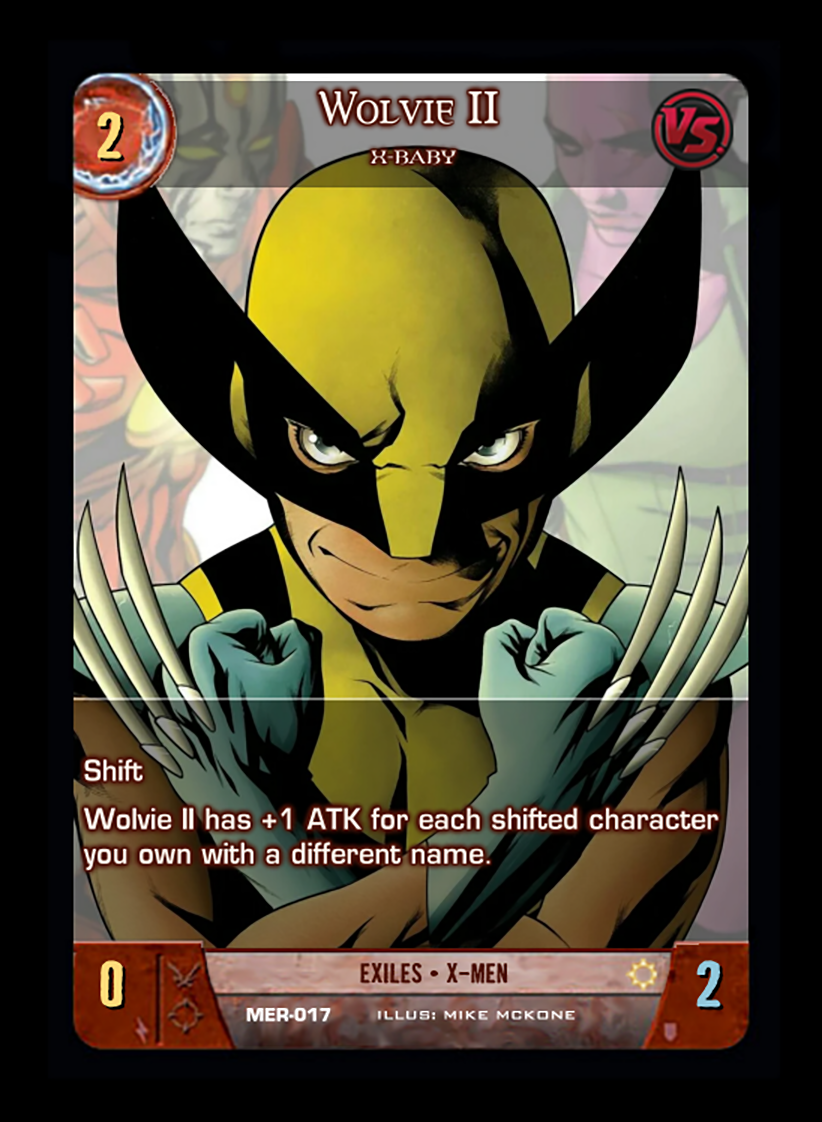 2
Wolvie II
VS.
X-Baby
Shift
Wolvie II has +1 ATK for each shifted character
you own with a different name.
0
EXILES • X-MEN
2
MER-017 ILLUS: MIKE MCKONE